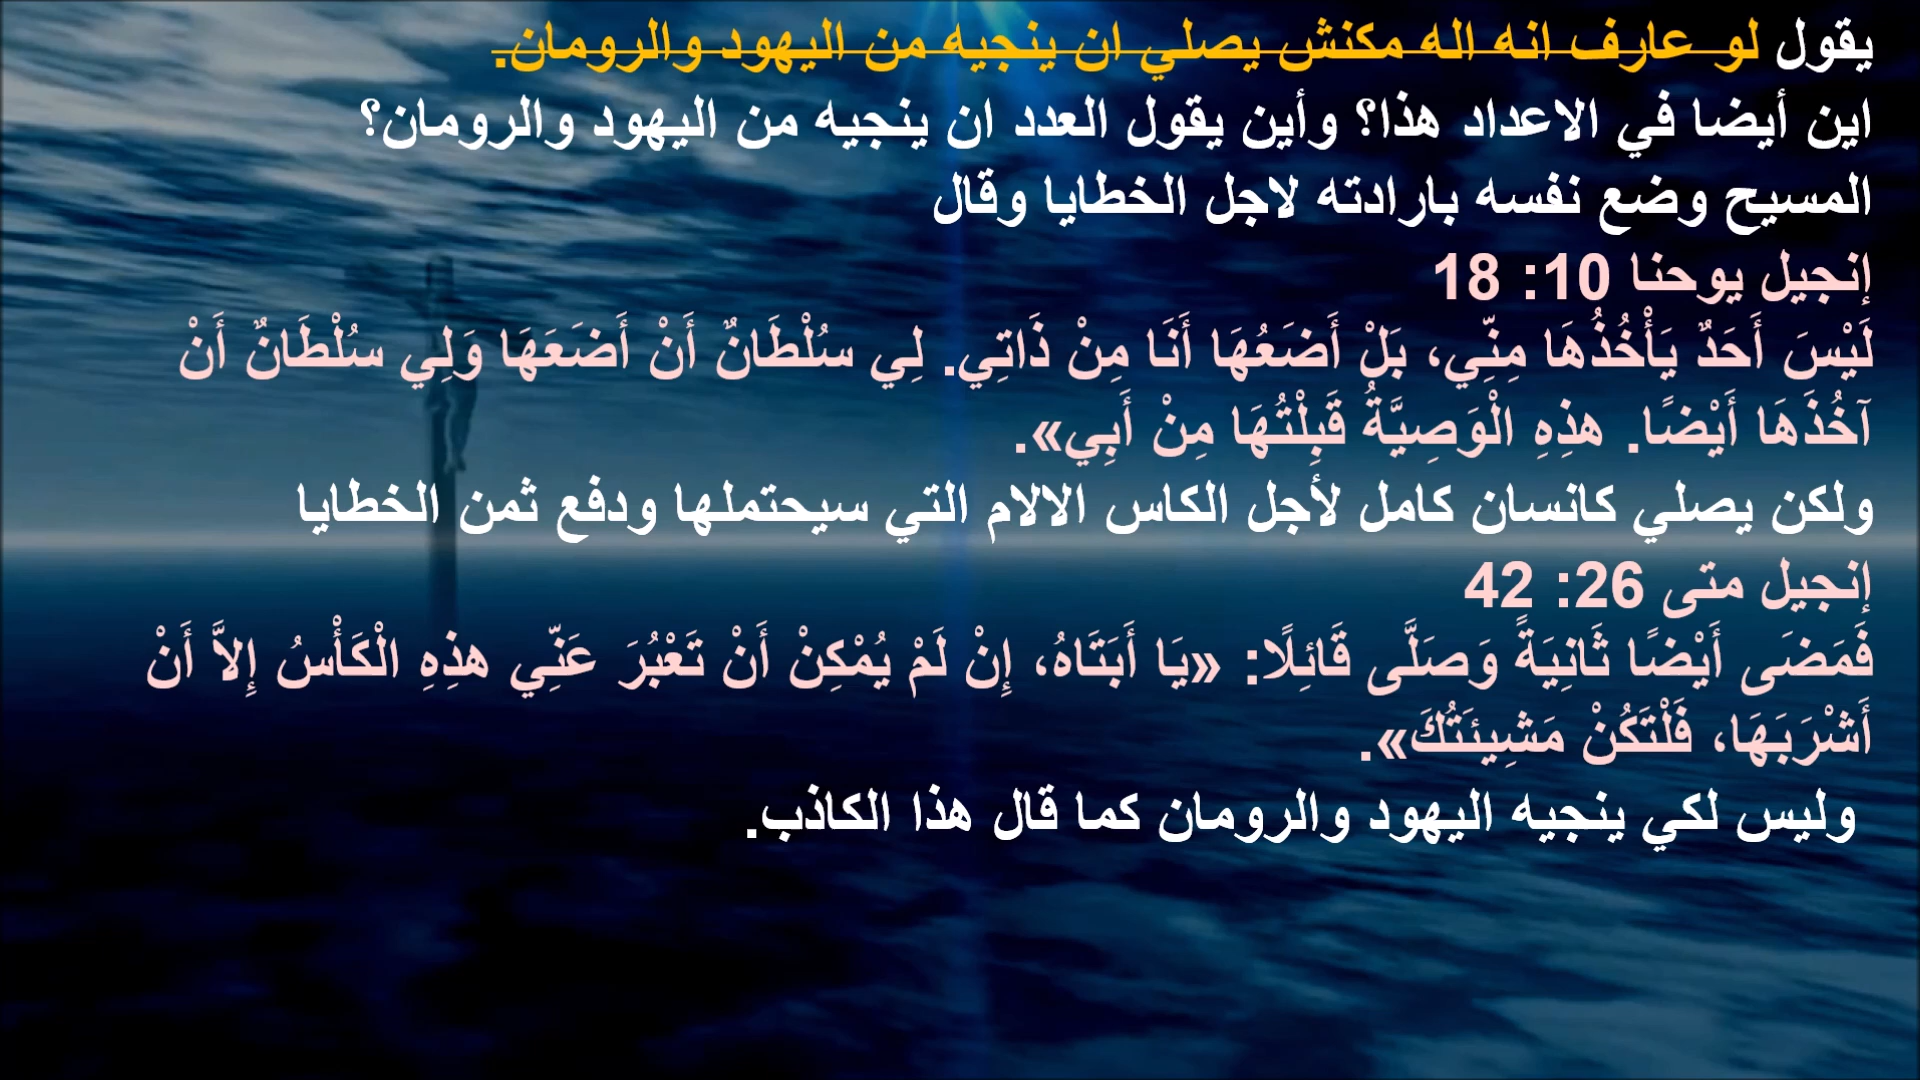 يقول لو عارف انه اله مكنش يصلي ان ينجيه من اليهود والرومان.
اين أيضا في الاعداد هذا؟ وأين يقول العدد ان ينجيه من اليهود والرومان؟
المسيح وضع نفسه بارادته لاجل الخطايا وقال
إنجيل يوحنا 10: 18
لَيْسَ أَحَدٌ يَأْخُذُهَا مِنِّي، بَلْ أَضَعُهَا أَنَا مِنْ ذَاتِي. لِي سُلْطَانٌ أَنْ أَضَعَهَا وَلِي سُلْطَانٌ أَنْ
آخُذَهَا أَيْضًا. هذِهِ الْوَصِيَّةُ قَبِلْتُهَا مِنْ أَبِي».
ولكن يصلي كانسان كامل لأجل الكاس الالام التي سيحتملها ودفع ثمن الخطايا
إنجيل متى 26: 42
فَمَضَى أَيْضًا ثَانِيَةً وَصَلَّى قَائِلًا: «يَا أَبَتَاهُ، إِنْ لَمْ يُمْكِنْ أَنْ تَعْبُرَ عَنِّي هذِهِ الْكَأْسُ إِلاَّ أَنْ
أَشْرَبَهَا، فَلْتَكُنْ مَشِيئَتُكَ».
وليس لكي ينجيه اليهود والرومان كما قال هذا الكاذب.